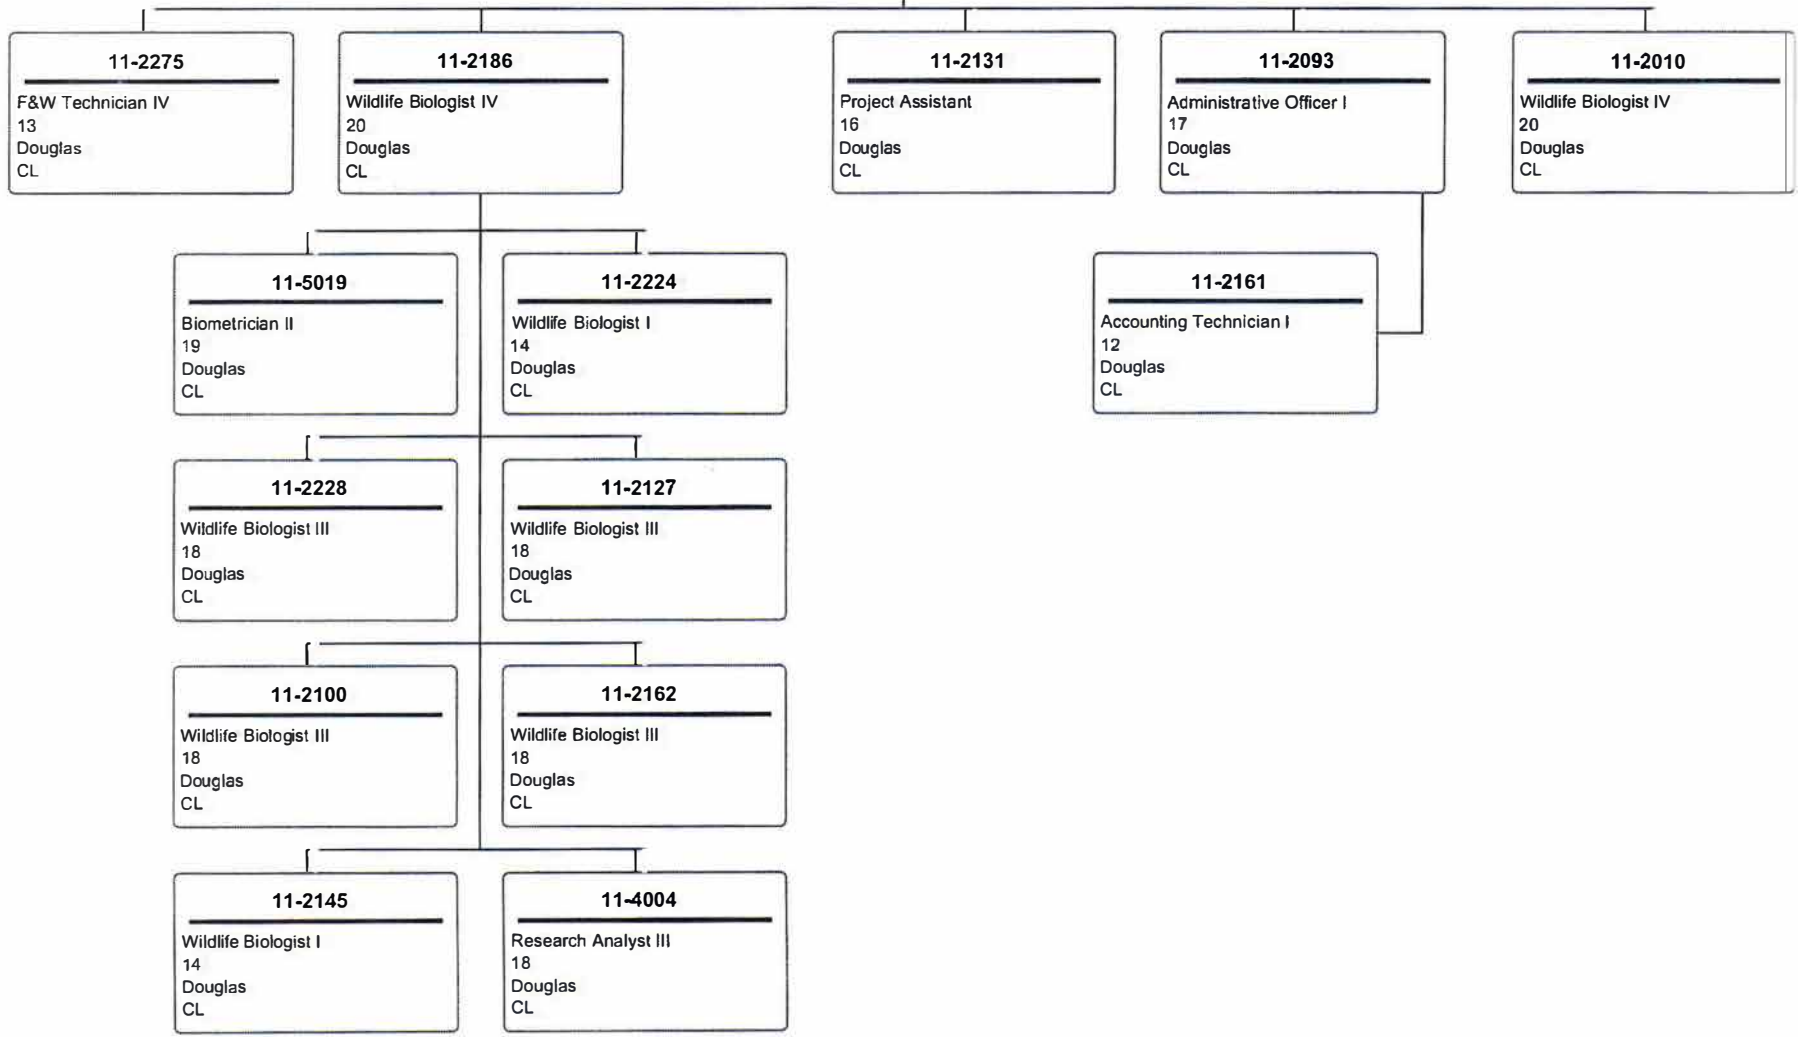 11-2275
F&W Technician IV
13
Douglas
CL
11-2186
Wildlife Biologist IV
20
Douglas
CL
11-2131
Project Assistant
16
Douglas
CL
11-2093
Administrative Officer I
17
Douglas
CL
11-2010
Wildlife Biologist IV
20
Douglas
CL
11-5019
Biometrician II
19
Douglas
CL
11-2224
Wildlife Biologist I
14
Douglas
CL
11-2161
Accounting Technician I
12
Douglas
CL
11-2228
Wildlife Biologist III
18
Douglas
CL
11-2127
Wildlife Biologist III
18
Douglas
CL
11-2100
Wildlife Biologist III
18
Douglas
CL
11-2162
Wildlife Biologist III
18
Douglas
CL
11-2145
Wildlife Biologist I
14
Douglas
CL
11-4004
Research Analyst III
18
Douglas
CL